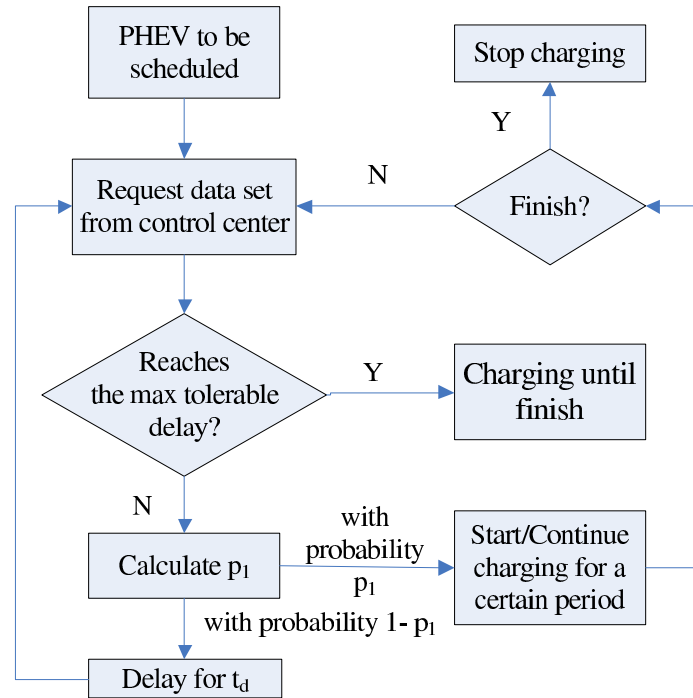 PHEV to be
scheduled
Stop charging
Y
N
Request data set
from control center
Finish?
Reaches
the max tolerable
delay?
Y
Charging until
finish
N
with
probability
p₁
Calculate p₁
Start/Continue
charging for a
certain period
with probability 1- p₁
Delay for t_d